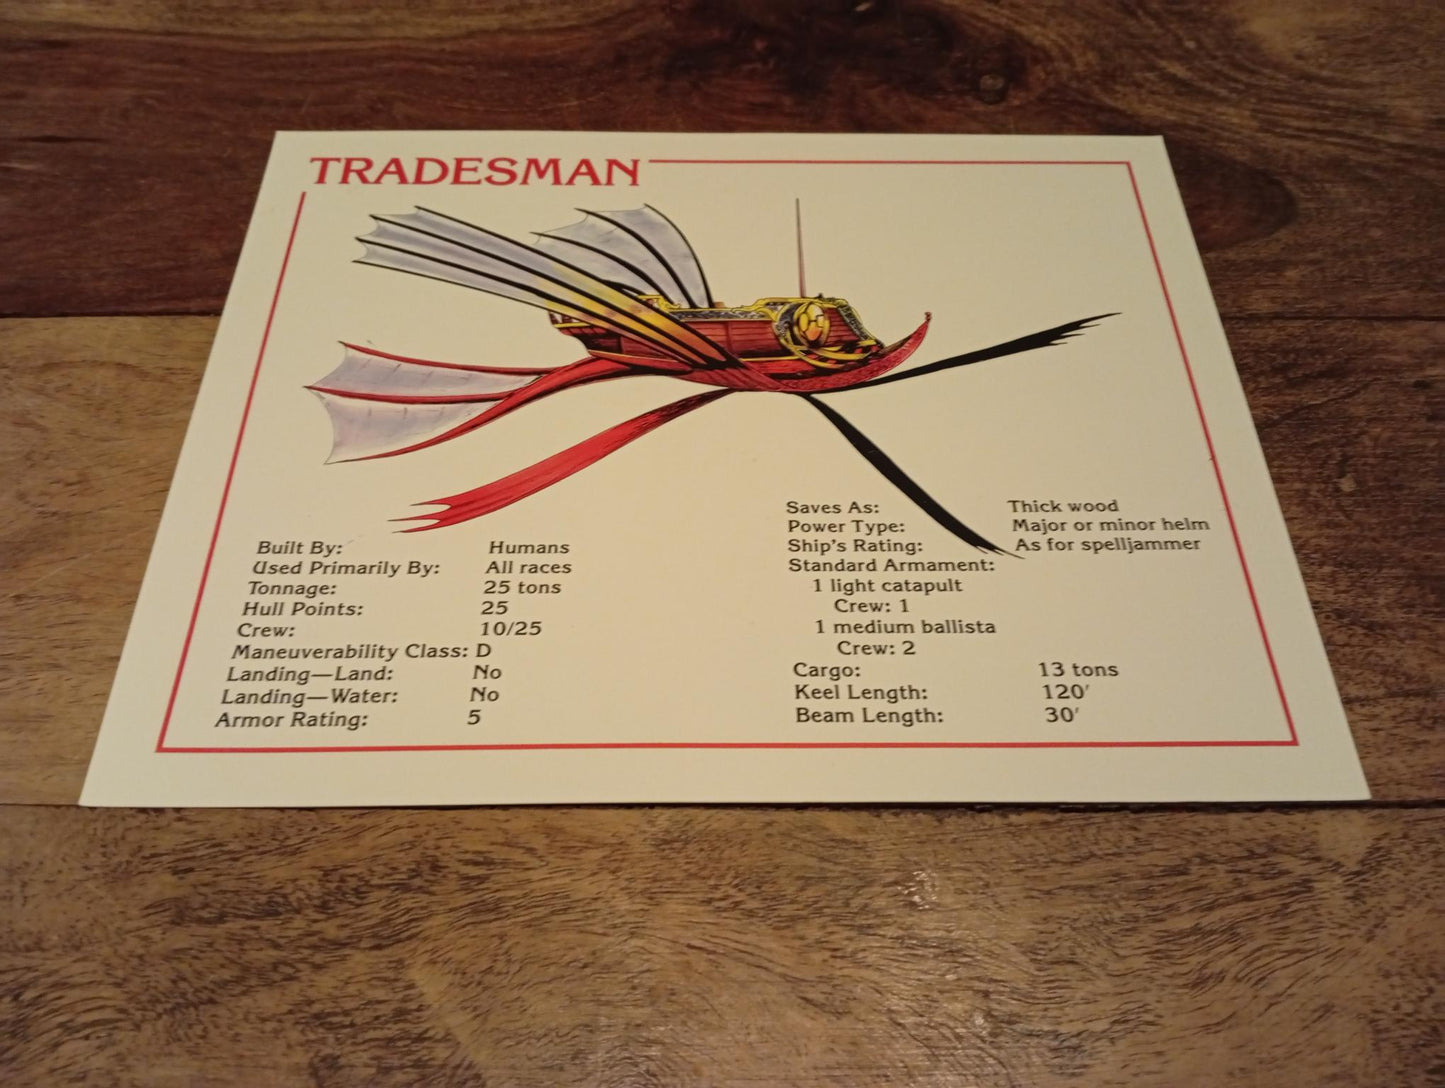 TRADESMAN
Built By: Humans
Used Primarily By: All races
Tonnage: 25 tons
Hull Points: 25
Crew: 10/25
Maneuverability Class: D
Landing—Land: No
Landing—Water: No
Armor Rating: 5
Saves As: Thick wood
Power Type: Major or minor helm
Ship's Rating: As for spelljammer
Standard Armament:
1 light catapult
Crew: 1
1 medium ballista
Crew: 2
Cargo: 13 tons
Keel Length: 120′
Beam Length: 30′